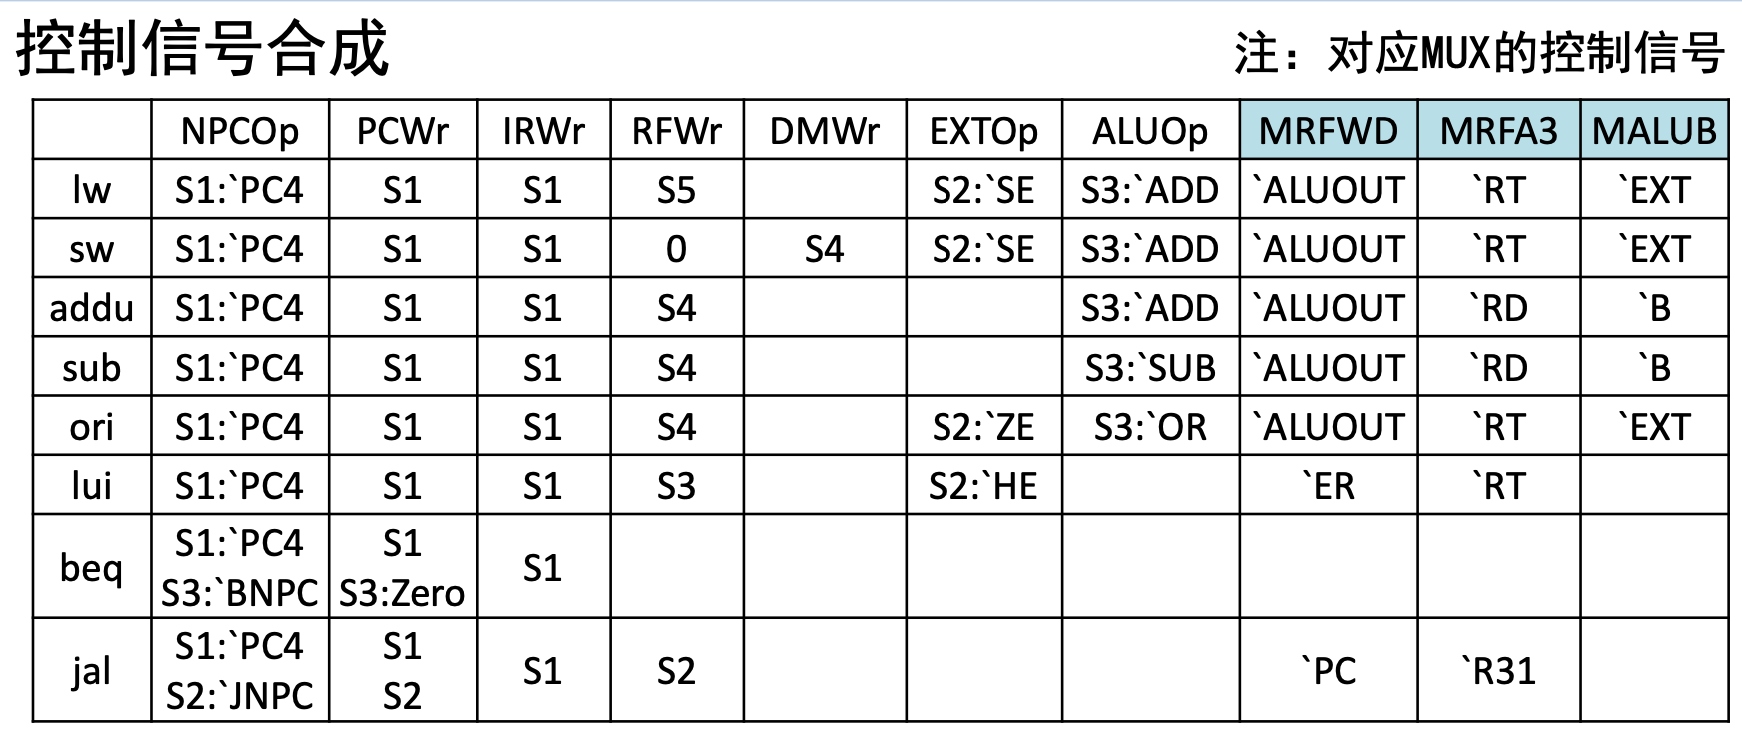 控制信号合成
注：对应MUX的控制信号
NPCOp PCWr IRWr RFWr DMWr EXTOp ALUOp MRFWD MRFA3 MALUB
lw S1:`PC4 S1 S1 S5 S2:`SE S3:`ADD `ALUOUT `RT `EXT
sw S1:`PC4 S1 S1 0 S4 S2:`SE S3:`ADD `ALUOUT `RT `EXT
addu S1:`PC4 S1 S1 S4 S3:`ADD `ALUOUT `RD `B
sub S1:`PC4 S1 S1 S4 S3:`SUB `ALUOUT `RD `B
ori S1:`PC4 S1 S1 S4 S2:`ZE S3:`OR `ALUOUT `RT `EXT
lui S1:`PC4 S1 S1 S3 S2:`HE `ER `RT
beq S1:`PC4 S1 S1
S3:`BNPC S3:Zero
jal S1:`PC4 S1 S1 S2 `PC `R31
S2:`JNPC S2